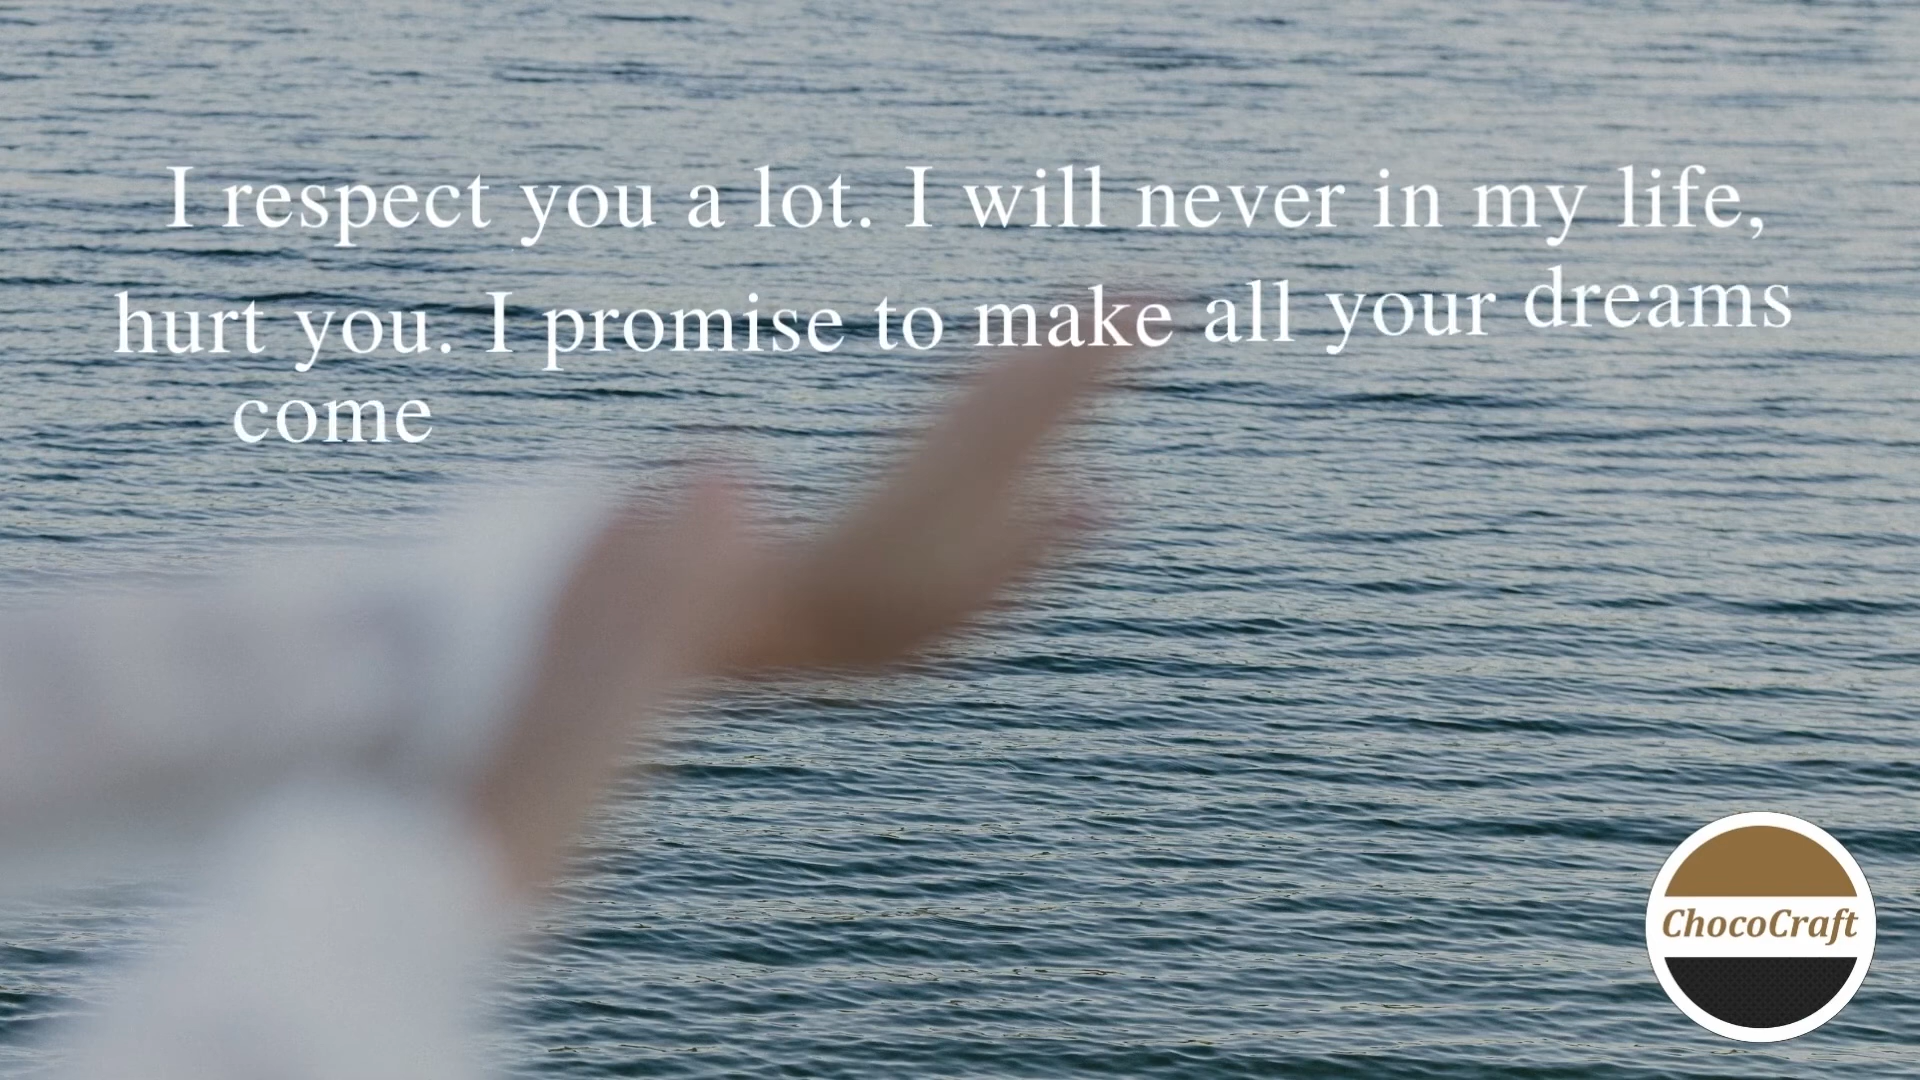 I respect you a lot. I will never in my life,
hurt you. I promise to make all your dreams
come
ChocoCraft